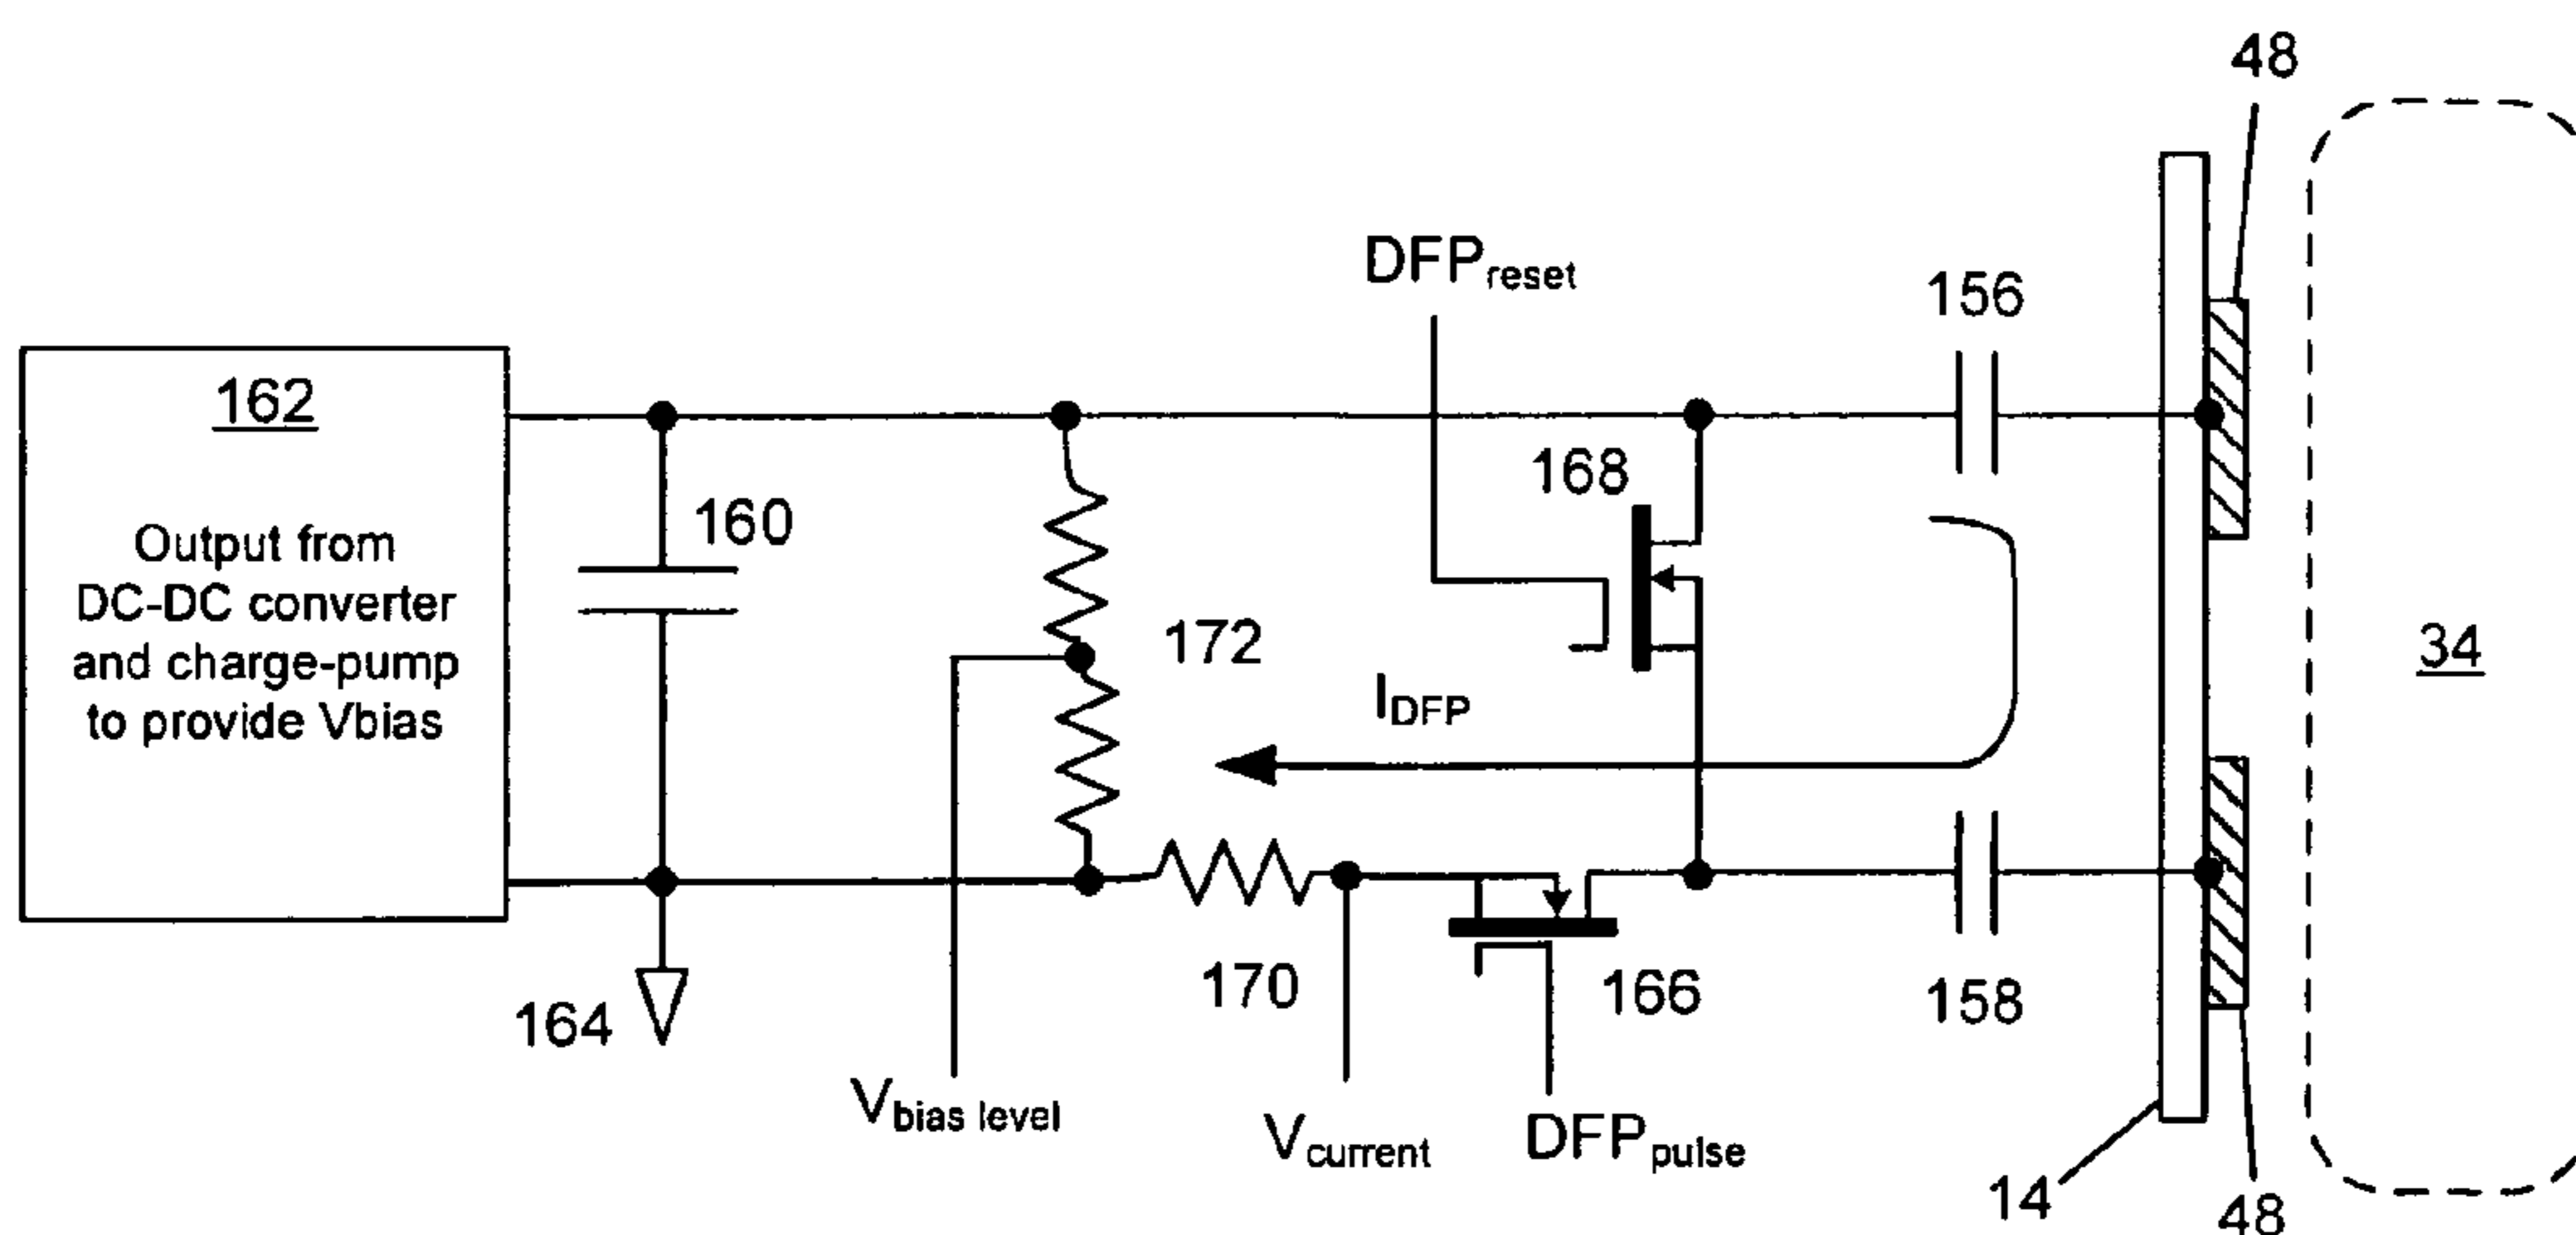 48
DFPreset
156
162
168
160
Output from
DC-DC converter
and charge-pump
to provide Vbias
172
IDFP
34
170
166
158
164
Vbias level
Vcurrent
DFPpulse
14
48